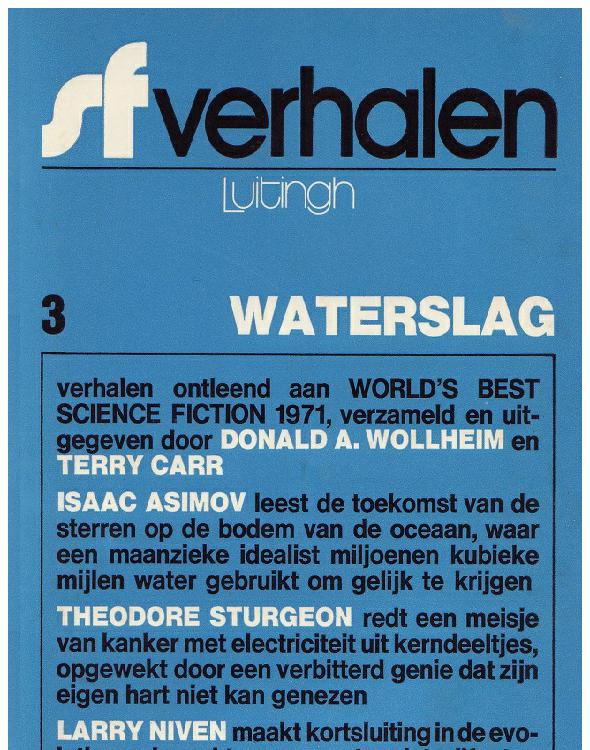 sf verhalen
Luitingh
3 WATERSLAG
verhalen ontleend aan WORLD'S BEST
SCIENCE FICTION 1971, verzameld en uit-
gegeven door DONALD A. WOLLHEIM en
TERRY CARR
ISAAC ASIMOV leest de toekomst van de
sterren op de bodem van de oceaan, waar
een maanzieke idealist miljoenen kubieke
mijlen water gebruikt om gelijk te krijgen
THEODORE STURGEON redt een meisje
van kanker met electriciteit uit kerndeeltjes,
opgewekt door een verbitterd genie dat zijn
eigen hart niet kan genezen
LARRY NIVEN maakt kortsluiting in de evo-